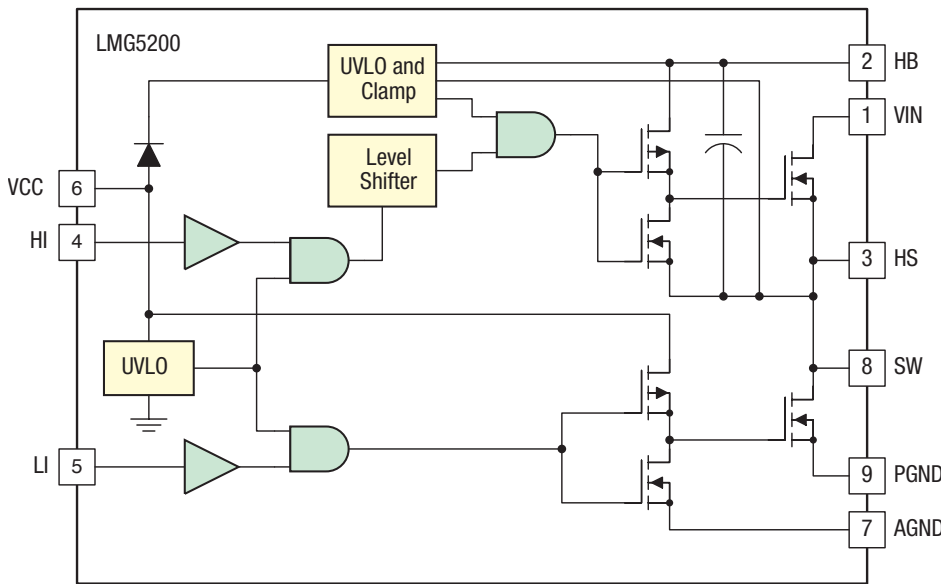 LMG5200
UVLO and
Clamp
2 HB
1 VIN
Level
Shifter
VCC 6
HI 4
3 HS
UVLO
8 SW
LI 5
9 PGND
7 AGND